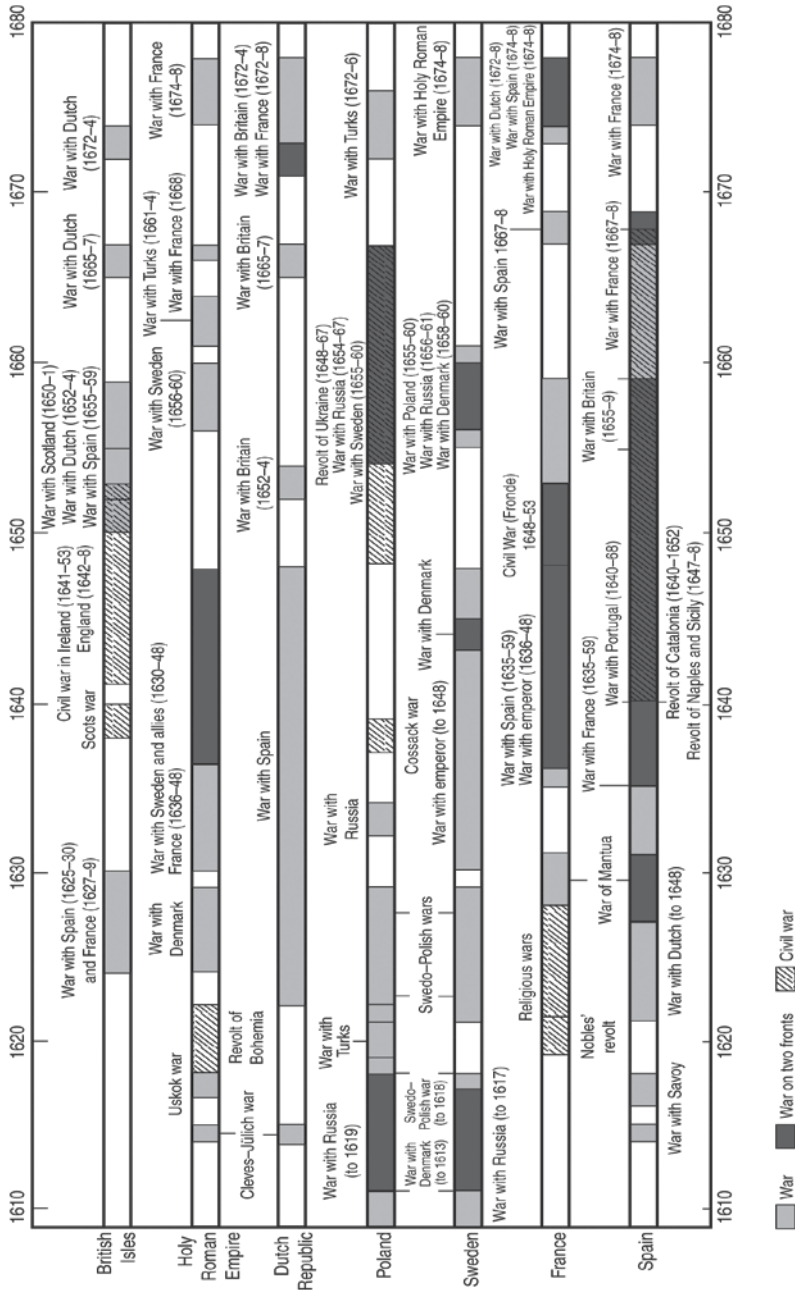 1610
1620
1630
1640
1650
1660
1670
1680
British
Isles
War with Spain (1625–30)
and France (1627–9)
Scots war
Civil war in Ireland (1641–53)
England (1642–8)
War with Scotland (1650–1)
War with Dutch (1652–4)
War with Spain (1655–59)
War with Dutch
(1665–7)
War with Dutch
(1672–4)
Holy
Roman
Empire
Uskok war
Revolt of
Bohemia
War with
Denmark
War with Sweden and allies (1630–48)
France (1636–48)
War with Sweden
(1656-60)
War with Turks (1661–4)
War with France (1668)
War with France
(1674–8)
Dutch
Republic
Cleves–Jülich war
War with Spain
War with Britain
(1652–4)
War with Britain
(1665–7)
War with Britain (1672–4)
War with France (1672–8)
Poland
War with Russia
(to 1619)
War with
Turks
War with
Russia
Cossack war
Revolt of Ukraine (1648–67)
War with Russia (1654–67)
War with Sweden (1655–60)
War with Turks (1672–6)
Sweden
War with
Denmark
(to 1613)
Swedo–
Polish war
(to 1618)
War with Russia (to 1617)
Swedo–Polish wars
War with emperor (to 1648)
War with Denmark
War with Poland (1655–60)
War with Russia (1656–61)
War with Denmark (1658–60)
War with Holy Roman
Empire (1674–8)
France
Nobles'
revolt
Religious wars
War of Mantua
War with Spain (1635–59)
War with emperor (1636–48)
Civil War (Fronde)
1648–53
War with Spain 1667–8
War with Dutch (1672–8)
War with Spain (1674–8)
War with Holy Roman Empire (1674–8)
Spain
War with Savoy
War with Dutch (to 1648)
War with France (1635–59)
War with Portugal (1640–68)
Revolt of Catalonia (1640–1652)
Revolt of Naples and Sicily (1647–8)
War with Britain
(1655–9)
War with France (1667–8)
War with France (1674–8)
1610
1620
1630
1640
1650
1660
1670
1680
War
War on two fronts
Civil war